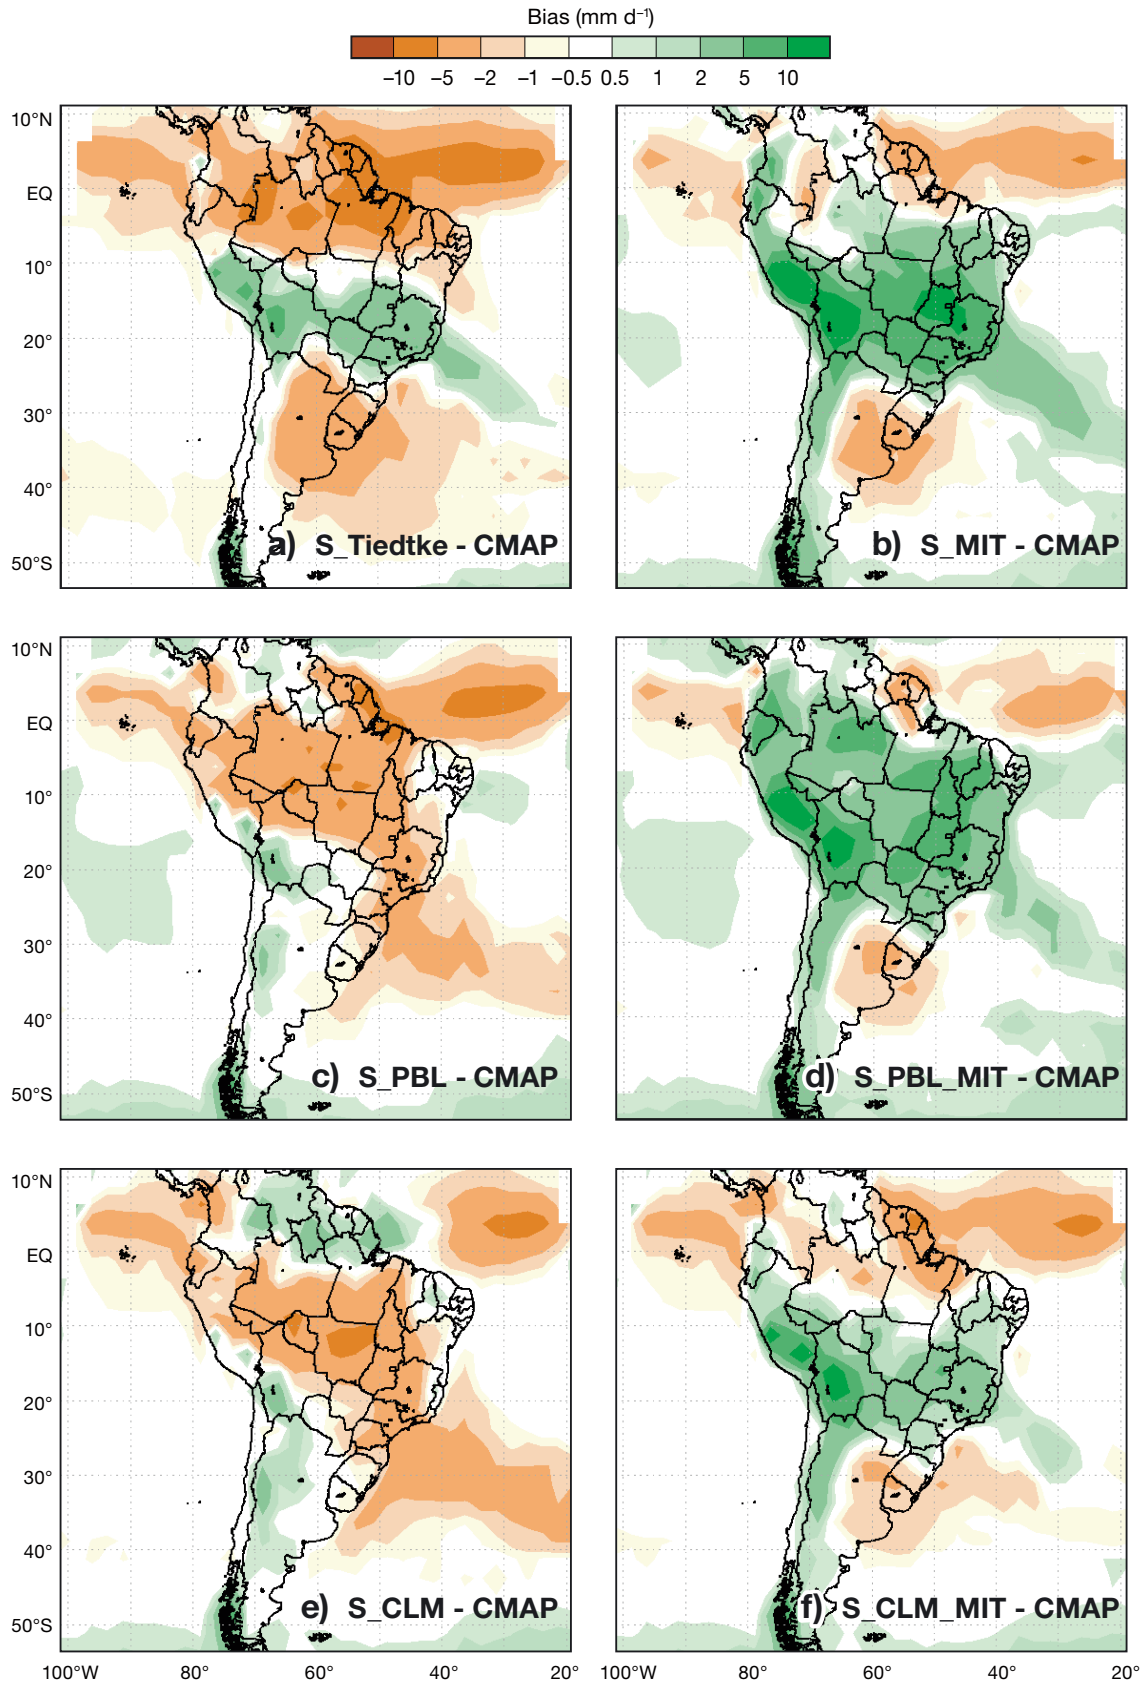 Bias (mm d⁻¹)
−10 −5 −2 −1 −0.5 0.5 1 2 5 10
10°N
EQ
10°
20°
30°
40°
50°S
a) S_Tiedtke - CMAP
b) S_MIT - CMAP
10°N
EQ
10°
20°
30°
40°
50°S
c) S_PBL - CMAP
d) S_PBL_MIT - CMAP
10°N
EQ
10°
20°
30°
40°
50°S
e) S_CLM - CMAP
f) S_CLM_MIT - CMAP
100°W 80° 60° 40° 20° 100°W 80° 60° 40° 20°